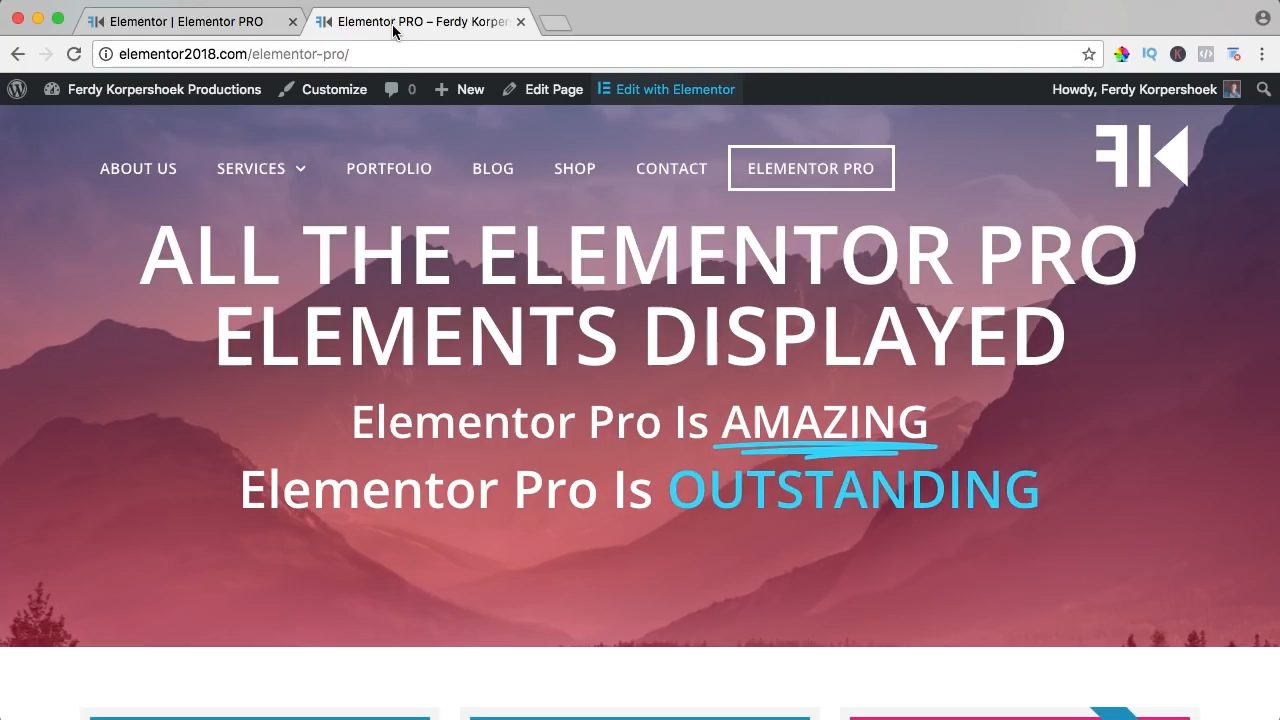 Elementor | Elementor PRO
Elementor PRO – Ferdy Korper
elementor2018.com/elementor-pro/
Ferdy Korpershoek Productions
Customize
0
New
Edit Page
Edit with Elementor
Howdy, Ferdy Korpershoek
ABOUT US
SERVICES
PORTFOLIO
BLOG
SHOP
CONTACT
ELEMENTOR PRO
FK
ALL THE ELEMENTOR PRO
ELEMENTS DISPLAYED
Elementor Pro Is AMAZING
Elementor Pro Is OUTSTANDING